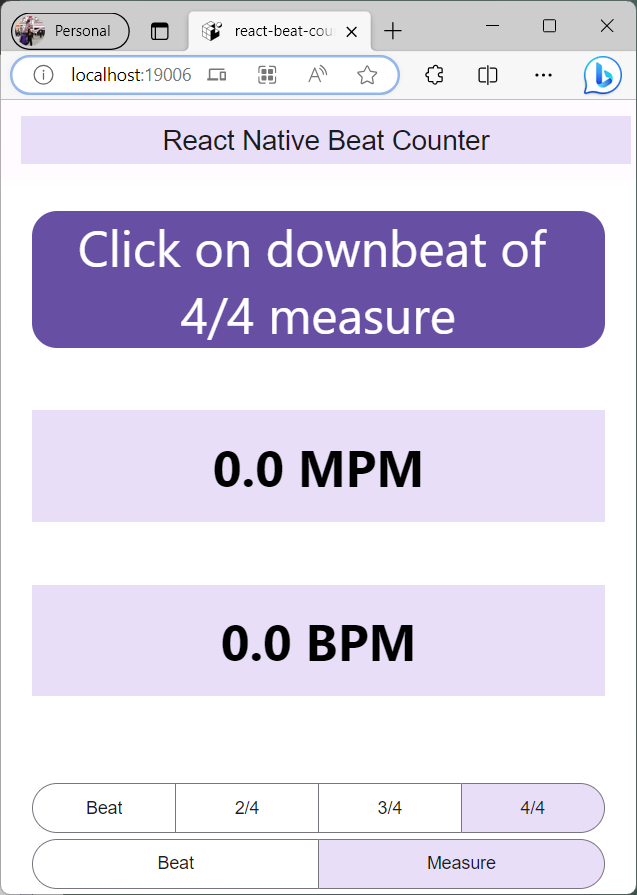 Personal
react-beat-cou
localhost:19006
React Native Beat Counter
Click on downbeat of
4/4 measure
0.0 MPM
0.0 BPM
Beat 2/4 3/4 4/4
Beat Measure